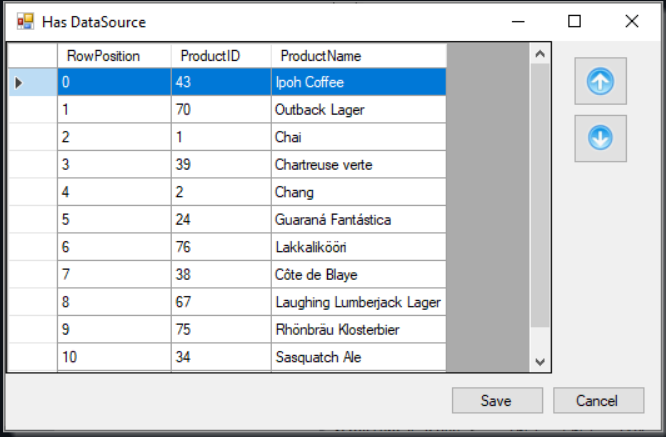 Has DataSource
RowPosition ProductID ProductName
0 43 Ipoh Coffee
1 70 Outback Lager
2 1 Chai
3 39 Chartreuse verte
4 2 Chang
5 24 Guaraná Fantástica
6 76 Lakkalikööri
7 38 Côte de Blaye
8 67 Laughing Lumberjack Lager
9 75 Rhönbräu Klosterbier
10 34 Sasquatch Ale
Save Cancel